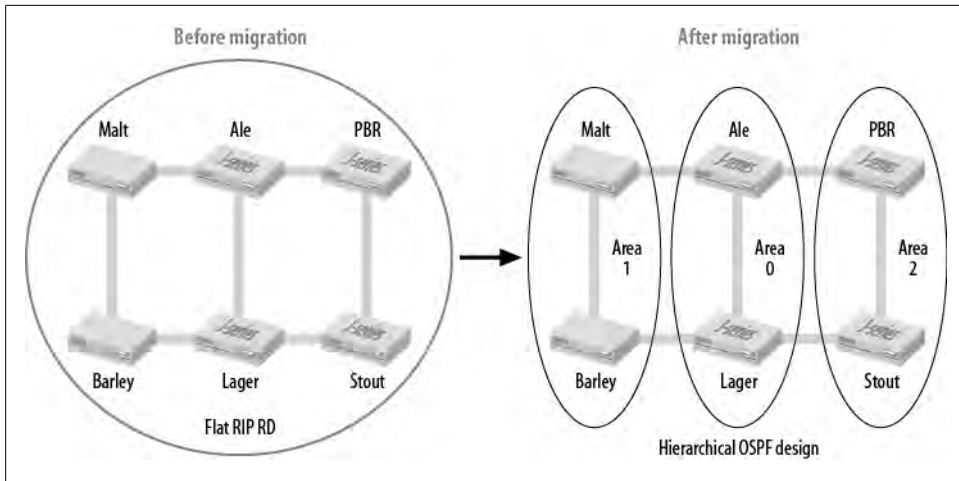 Before migration
Malt
Ale
PBR
Barley
Lager
Stout
Flat RIP RD
After migration
Malt
Ale
PBR
Area
1
Area
0
Area
2
Barley
Lager
Stout
Hierarchical OSPF design